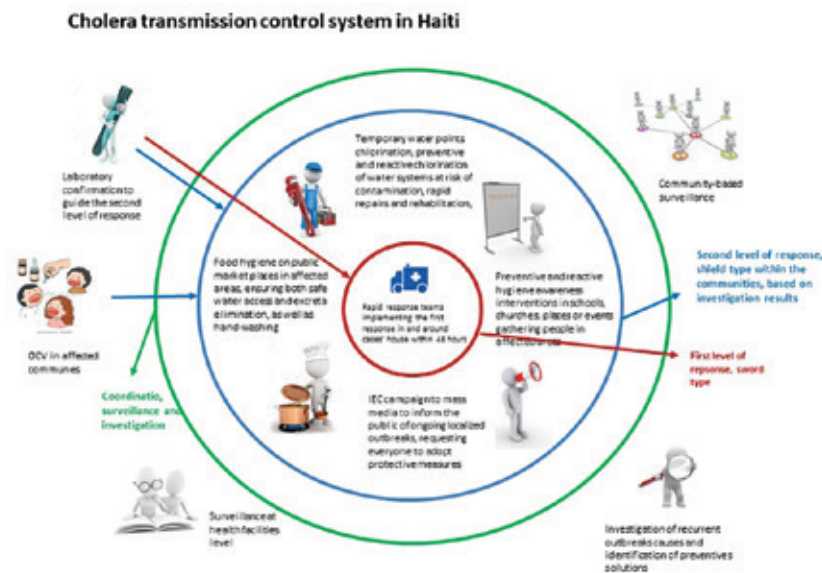 Cholera transmission control system in Haiti
Laboratory
confirmation to
guide the second
level of response
Temporary water points
chlorination, preventive
and reactive chlorination
of water systems at risk of
contamination, rapid
repairs and rehabilitation,
Community-based
surveillance
Food hygiene on public
market places in affected
areas, ensuring both safe
water access and excreta
elimination, as well as
hand-washing
Rapid response teams
implementing the first
response in and around
cases' house within 48 hours
Preventive and reactive
hygiene awareness
interventions in schools,
churches, places or events
gathering people in
affected areas
Second level of response,
shield type within the
communities, based on
investigation results
OCV in affected
communes
First level of
reponse, sword
type
Coordinatio,
surveillance and
investigation
IEC campaign to mass
media to inform the
public of ongoing localized
outbreaks, requesting
everyone to adopt
protective measures
Surveillance at
health facilities
level
Investigation of recurrent
outbreaks causes and
identification of preventives
solutions